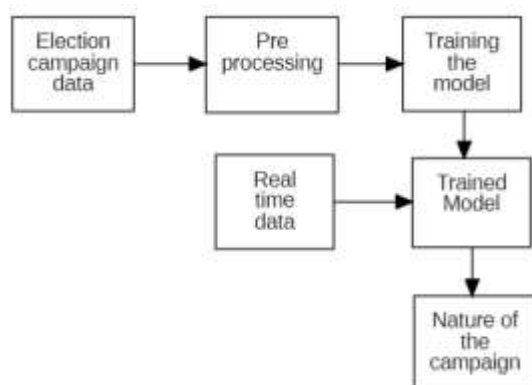 Election
campaign
data
Pre
processing
Training
the
model
Real
time
data
Trained
Model
Nature of
the
campaign